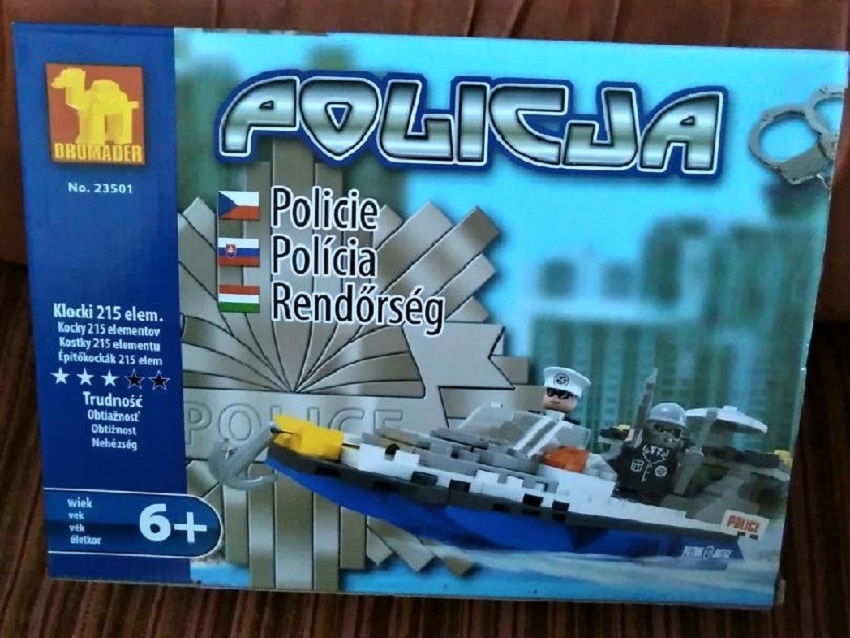 DROMADER
No. 23501
POLICJA
Policie
Polícia
Rendőrség
Klocki 215 elem.
Kocky 215 elementov
Kostky 215 elementu
Építőkockák 215 elem
Trudność
Obtiažnosť
Obtížnost
Nehézség
wiek
vek
věk
életkor
6+
POLICE
POLICE